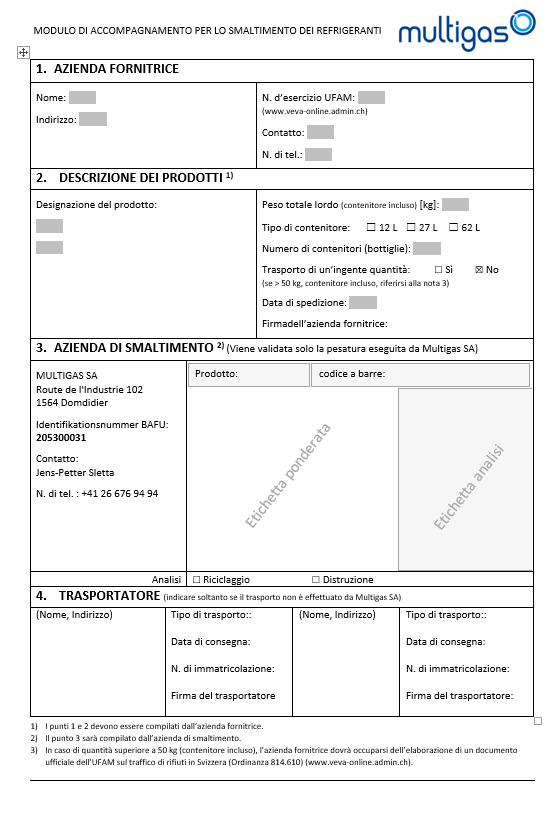 MODULO DI ACCOMPAGNAMENTO PER LO SMALTIMENTO DEI REFRIGERANTI
multigas
1. AZIENDA FORNITRICE
Nome:
Indirizzo:
N. d'esercizio UFAM:
(www.veva-online.admin.ch)
Contatto:
N. di tel.:
2. DESCRIZIONE DEI PRODOTTI 1)
Designazione del prodotto:
Peso totale lordo (contenitore incluso) [kg]:
Tipo di contenitore: ☐ 12 L ☐ 27 L ☐ 62 L
Numero di contenitori (bottiglie):
Trasporto di un'ingente quantità: ☐ Sì ☒ No
(se > 50 kg, contenitore incluso, riferirsi alla nota 3)
Data di spedizione:
Firmadell'azienda fornitrice:
3. AZIENDA DI SMALTIMENTO 2) (Viene validata solo la pesatura eseguita da Multigas SA)
MULTIGAS SA
Route de l'Industrie 102
1564 Domdidier
Identifikationsnummer BAFU:
205300031
Contatto:
Jens-Petter Sletta
N. di tel. : +41 26 676 94 94
Prodotto:
codice a barre:
Etichetta ponderata
Etichetta analisi
Analisi ☐ Riciclaggio ☐ Distruzione
4. TRASPORTATORE (indicare soltanto se il trasporto non è effettuato da Multigas SA)
(Nome, Indirizzo)
Tipo di trasporto::
Data di consegna:
N. di immatricolazione:
Firma del trasportatore
(Nome, Indirizzo)
Tipo di trasporto::
Data di consegna:
N. di immatricolazione:
Firma del trasportatore:
1) I punti 1 e 2 devono essere compilati dall'azienda fornitrice.
2) Il punto 3 sarà compilato dall'azienda di smaltimento.
3) In caso di quantità superiore a 50 kg (contenitore incluso), l'azienda fornitrice dovrà occuparsi dell'elaborazione di un documento
ufficiale dell'UFAM sul traffico di rifiuti in Svizzera (Ordinanza 814.610) (www.veva-online.admin.ch).